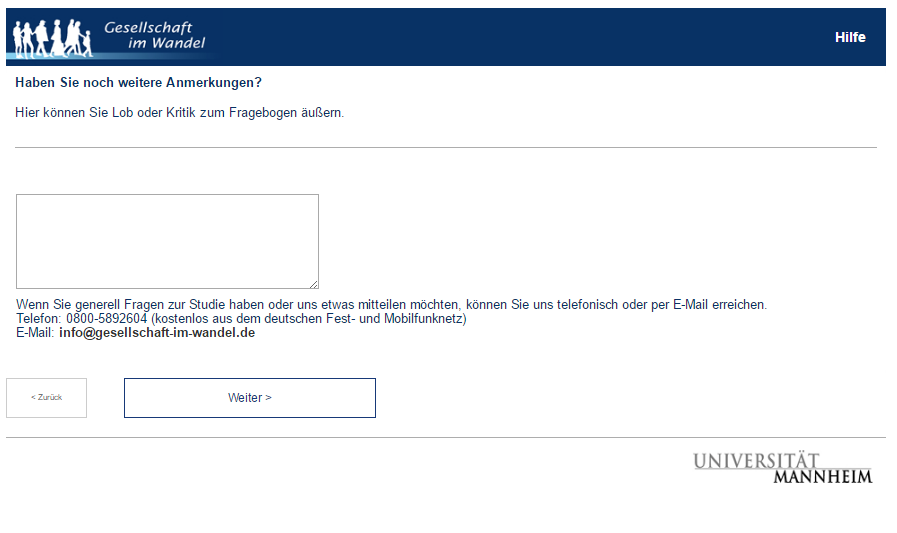 Gesellschaft
im Wandel
Hilfe
Haben Sie noch weitere Anmerkungen?
Hier können Sie Lob oder Kritik zum Fragebogen äußern.
Wenn Sie generell Fragen zur Studie haben oder uns etwas mitteilen möchten, können Sie uns telefonisch oder per E-Mail erreichen.
Telefon: 0800-5892604 (kostenlos aus dem deutschen Fest- und Mobilfunknetz)
E-Mail: info@gesellschaft-im-wandel.de
< Zurück
Weiter >
UNIVERSITÄT
MANNHEIM